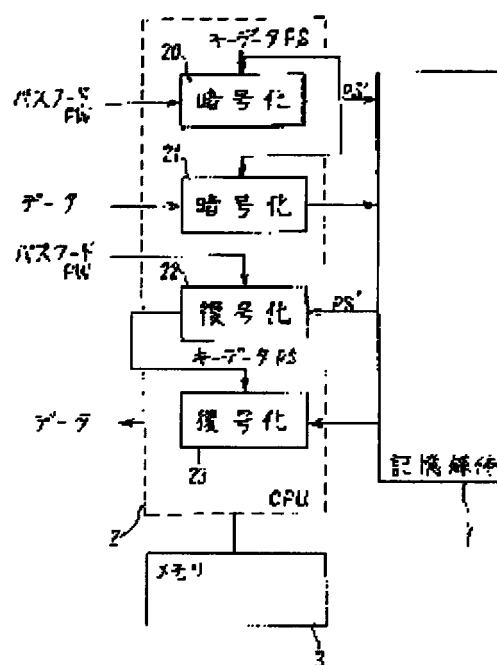 キーデータPS
20
パスワード
PW
暗号化
PS'
21
データ
暗号化
パスワード
PW
22
復号化
PS'
キーデータPS
データ
復号化
23
CPU
記憶媒体
2
1
メモリ
3